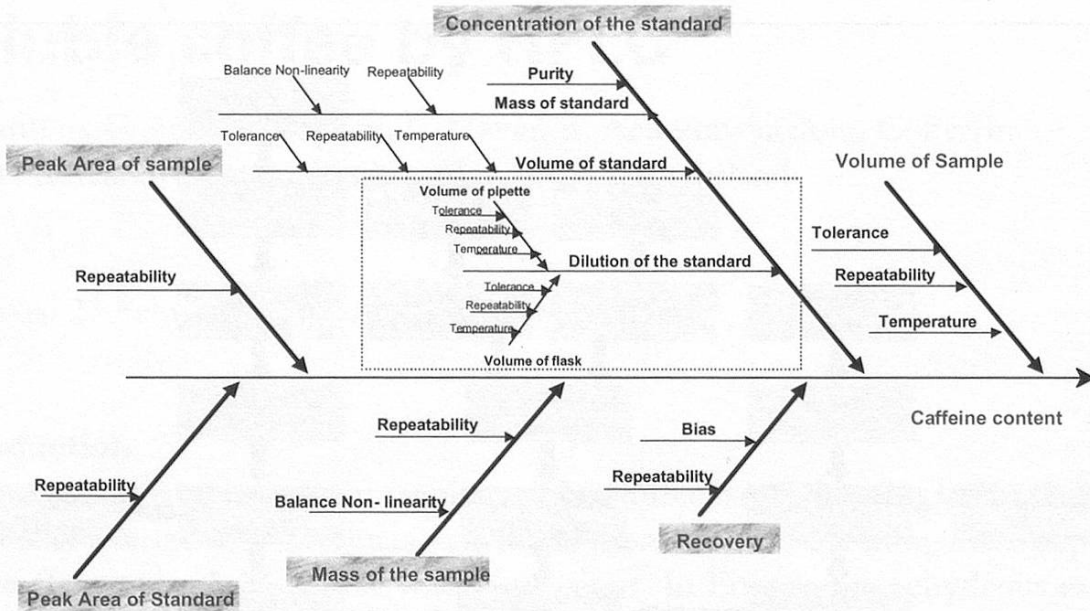 Concentration of the standard
Balance Non-linearity
Repeatability
Purity
Mass of standard
Tolerance
Repeatability
Temperature
Volume of standard
Peak Area of sample
Volume of Sample
Volume of pipette
Tolerance
Repeatability
Temperature
Dilution of the standard
Tolerance
Repeatability
Temperature
Volume of flask
Repeatability
Tolerance
Repeatability
Temperature
Caffeine content
Repeatability
Repeatability
Balance Non- linearity
Bias
Repeatability
Recovery
Mass of the sample
Peak Area of Standard